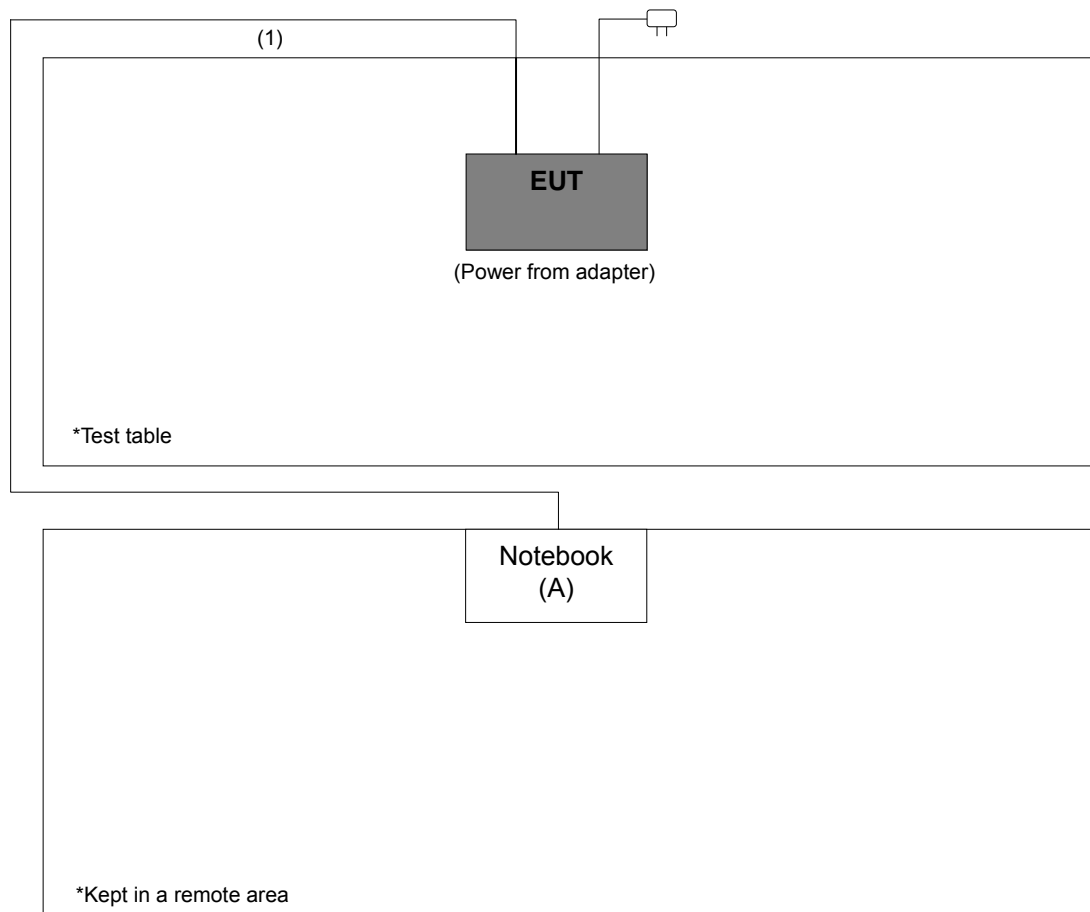 (1)
EUT
(Power from adapter)
*Test table
Notebook
(A)
*Kept in a remote area